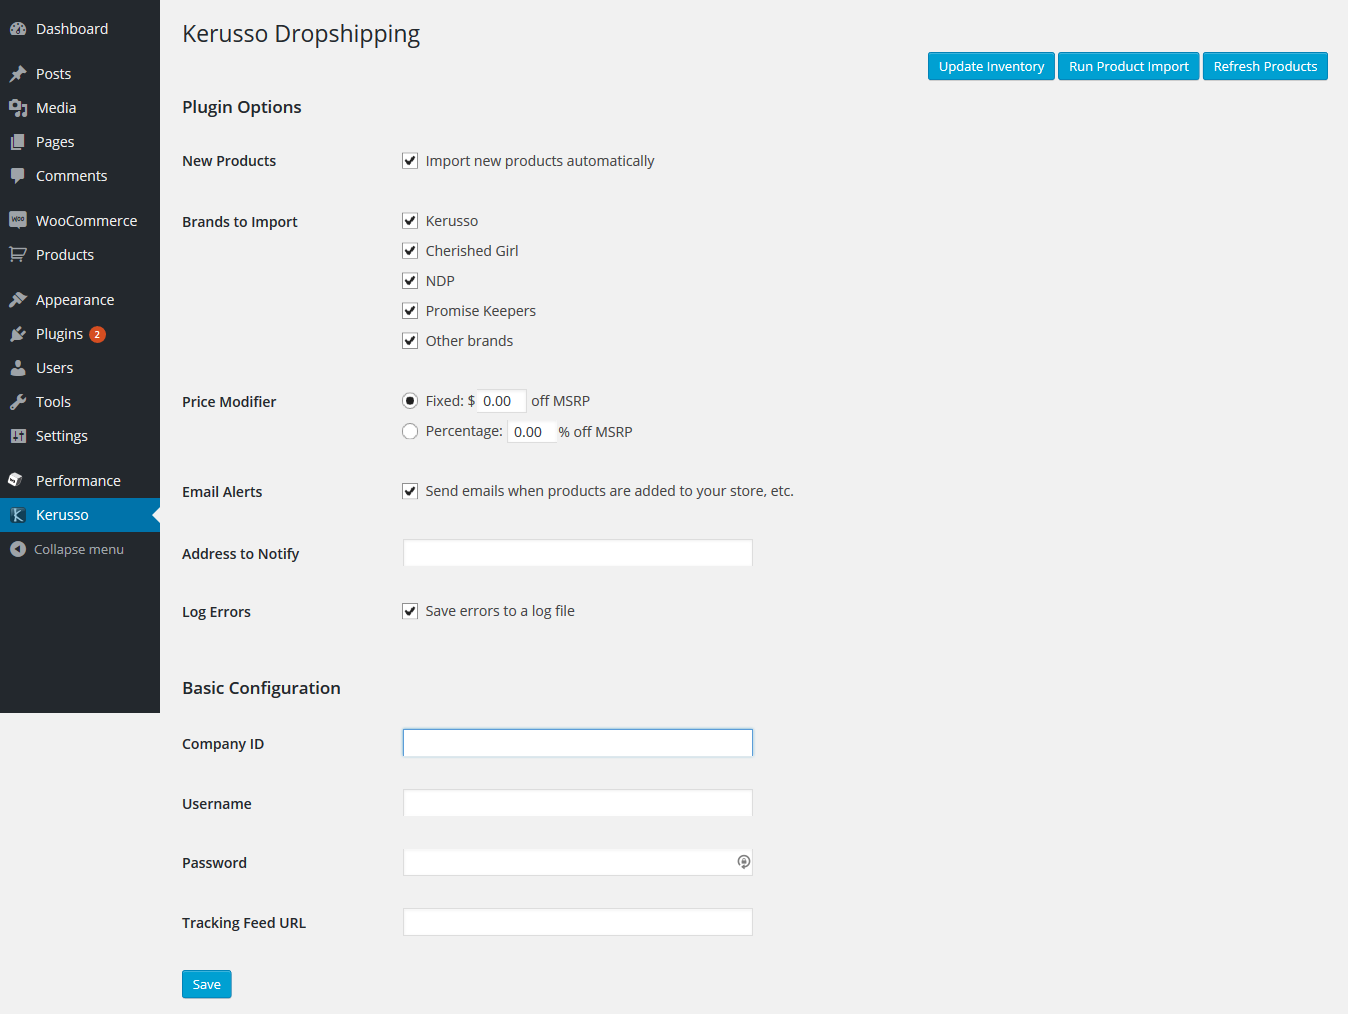 Dashboard
Posts
Media
Pages
Comments
WooCommerce
Products
Appearance
Plugins 2
Users
Tools
Settings
Performance
Kerusso
Collapse menu
Kerusso Dropshipping
Update Inventory Run Product Import Refresh Products
Plugin Options
New Products Import new products automatically
Brands to Import Kerusso
Cherished Girl
NDP
Promise Keepers
Other brands
Price Modifier Fixed: $ 0.00 off MSRP
Percentage: 0.00 % off MSRP
Email Alerts Send emails when products are added to your store, etc.
Address to Notify
Log Errors Save errors to a log file
Basic Configuration
Company ID
Username
Password
Tracking Feed URL
Save